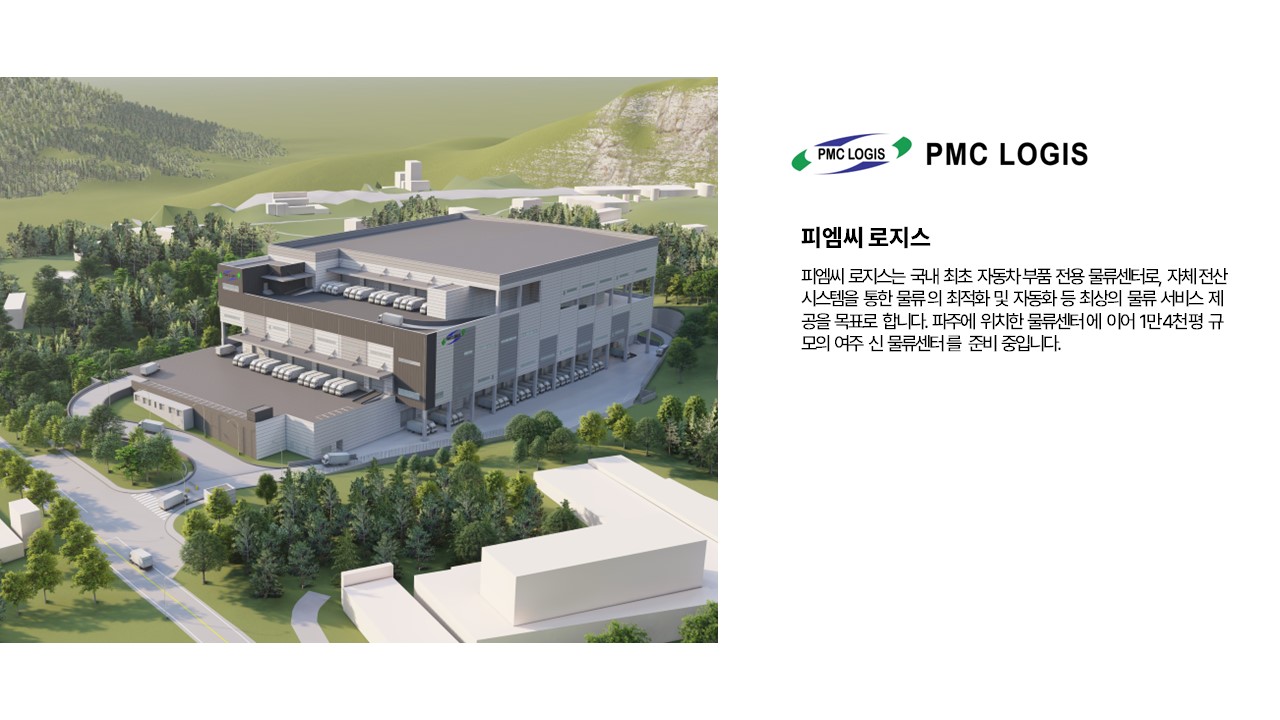 PMC LOGIS PMC LOGIS
피엠씨 로지스
피엠씨 로지스는 국내 최초 자동차 부품 전용 물류센터로, 자체 전산
시스템을 통한 물류의 최적화 및 자동화 등 최상의 물류 서비스 제
공을 목표로 합니다. 파주에 위치한 물류센터에 이어 1만 4천 평 규
모의 여주 신 물류센터를 준비 중입니다.